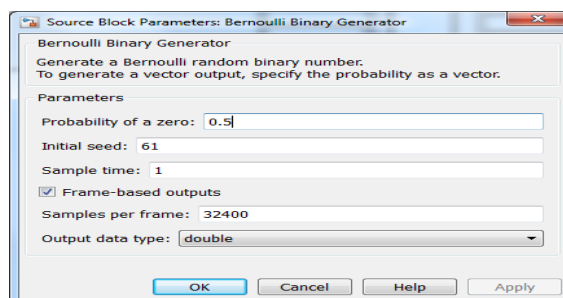 Source Block Parameters: Bernoulli Binary Generator
Bernoulli Binary Generator
Generate a Bernoulli random binary number.
To generate a vector output, specify the probability as a vector.
Parameters
Probability of a zero: 0.5
Initial seed: 61
Sample time: 1
Frame-based outputs
Samples per frame: 32400
Output data type: double
OK Cancel Help Apply